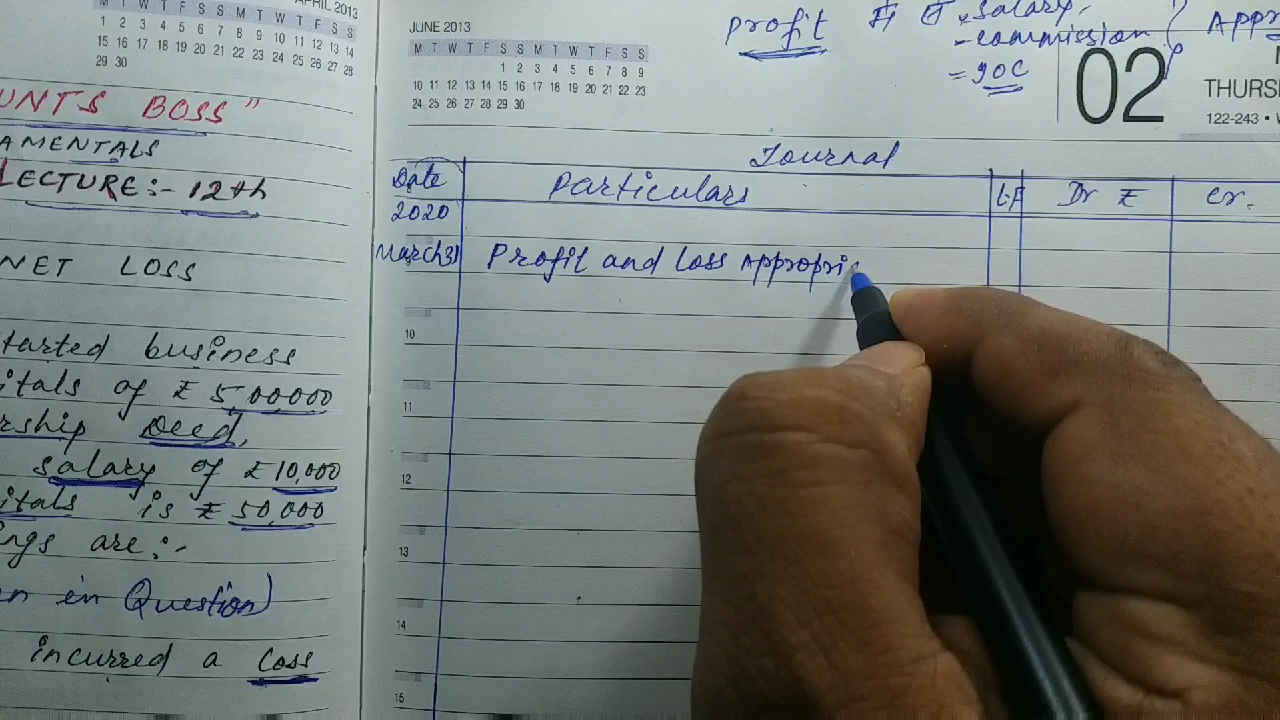 APRIL 2013
M T W T F S S M T W T F S S
1 2 3 4 5 6 7 8 9 10 11 12 13 14
15 16 17 18 19 20 21 22 23 24 25 26 27 28
29 30
UNTS BOSS"
AMENTALS
LECTURE:- 12th
NET LOSS
tarted business
itals of ₹ 5,00,000
rship Deed,
salary of ₹ 10,000
itals is ₹ 50,000
ngs are:-
n in Question)
incurred a Loss
JUNE 2013
M T W T F S S M T W T F S S
1 2 3 4 5 6 7 8 9
10 11 12 13 14 15 16 17 18 19 20 21 22 23
24 25 26 27 28 29 30
Profit
Salary,
-commission
= IOC
Appr
02
THURS
122-243 •
Journal
Date Particulars L.F Dr ₹ Cr.
2020
March31 Profit and Loss Appropri
10
11
12
13
14
15